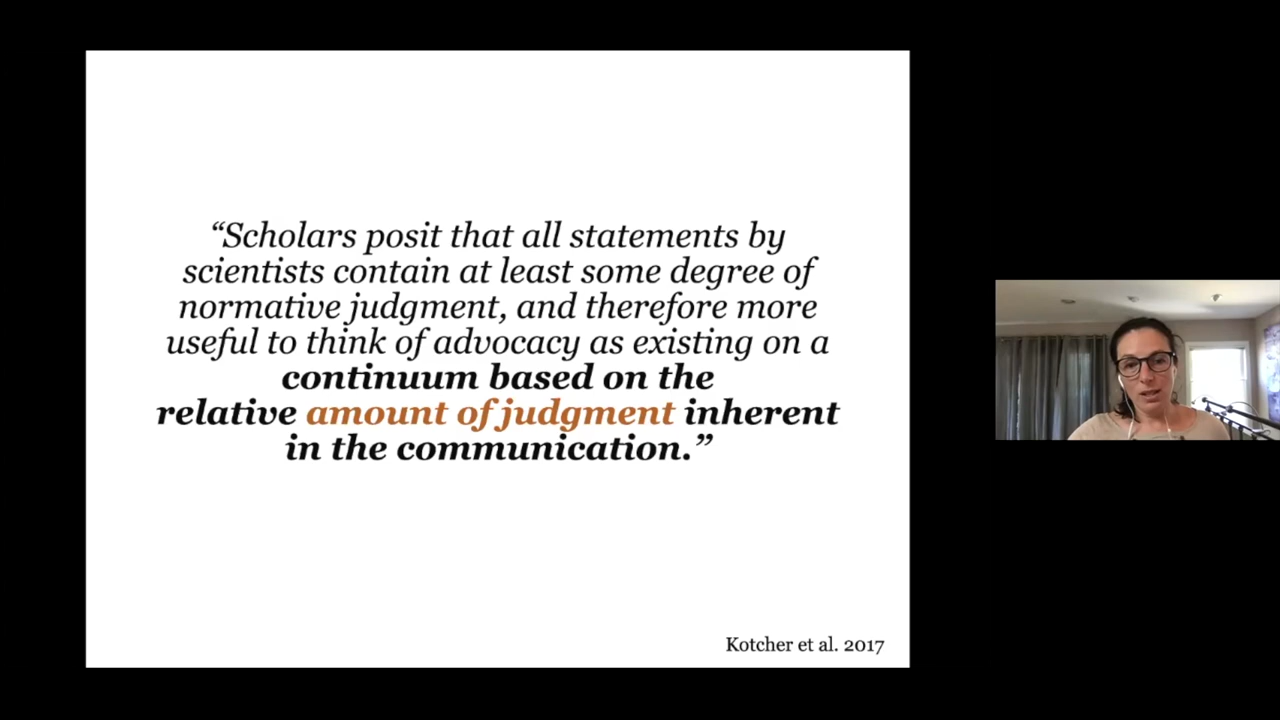 “Scholars posit that all statements by
scientists contain at least some degree of
normative judgment, and therefore more
useful to think of advocacy as existing on a
continuum based on the
relative amount of judgment inherent
in the communication.”
Kotcher et al. 2017